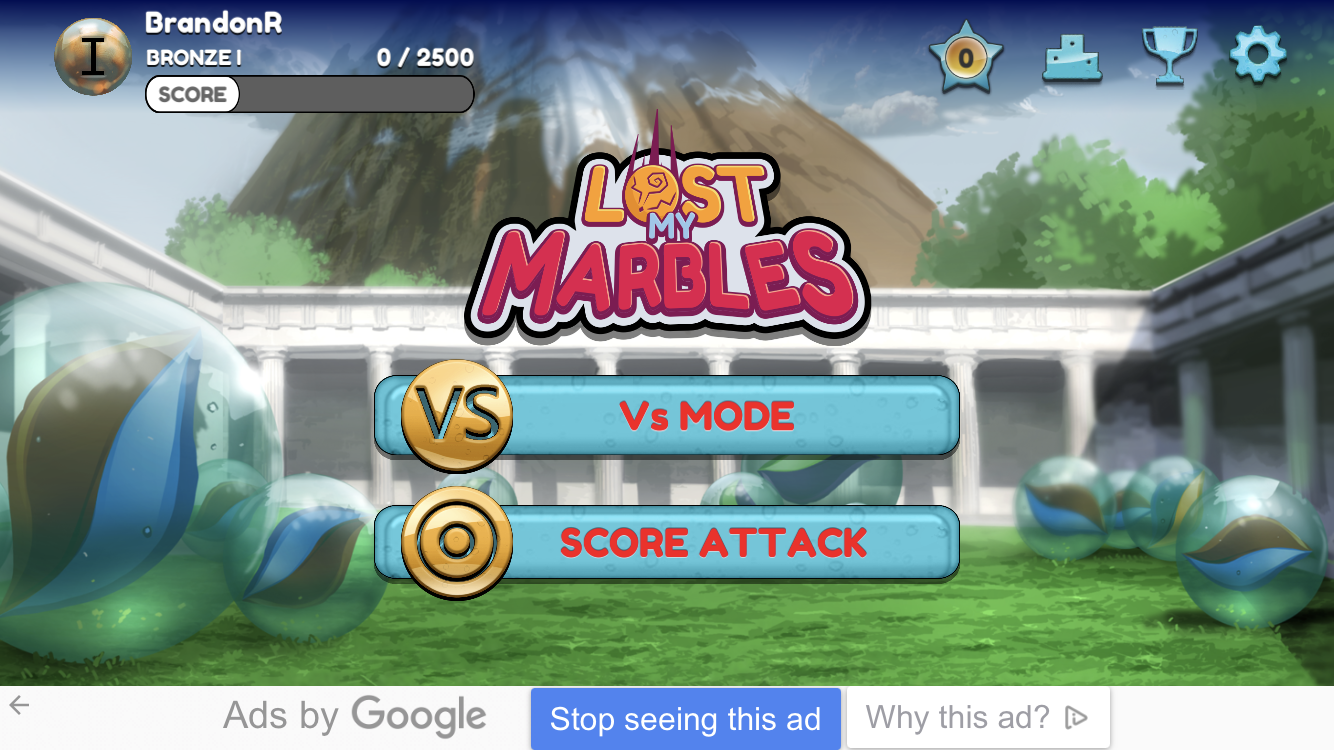 BrandonR
I
BRONZE I
0 / 2500
SCORE
0
LOST
MY
MARBLES
VS
Vs MODE
SCORE ATTACK
Ads by Google
Stop seeing this ad
Why this ad?